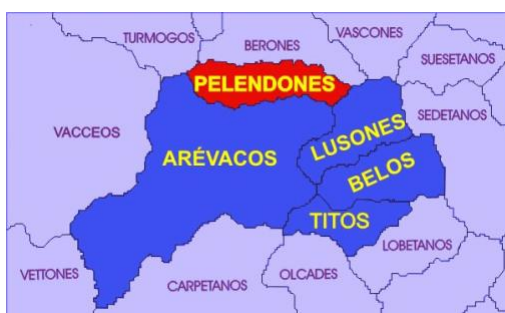 TURMOGOS
BERONES
VASCONES
SUESETANOS
PELENDONES
SEDETANOS
VACCEOS
LUSONES
ARÉVACOS
BELOS
TITOS
LOBETANOS
VETTONES
CARPETANOS
OLCADES